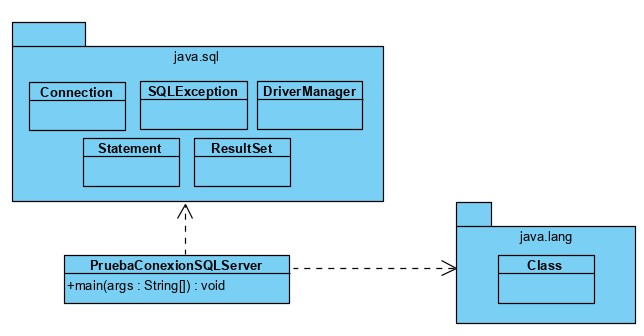 java.sql
Connection
SQLException
DriverManager
Statement
ResultSet
PruebaConexionSQLServer
+main(args : String[]) : void
java.lang
Class